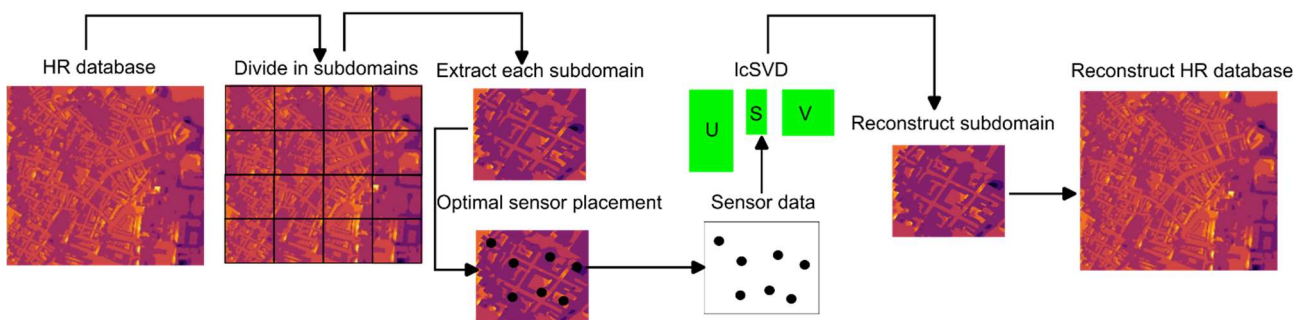 HR database
Divide in subdomains
Extract each subdomain
Optimal sensor placement
lcSVD
U
S
V
Sensor data
Reconstruct subdomain
Reconstruct HR database